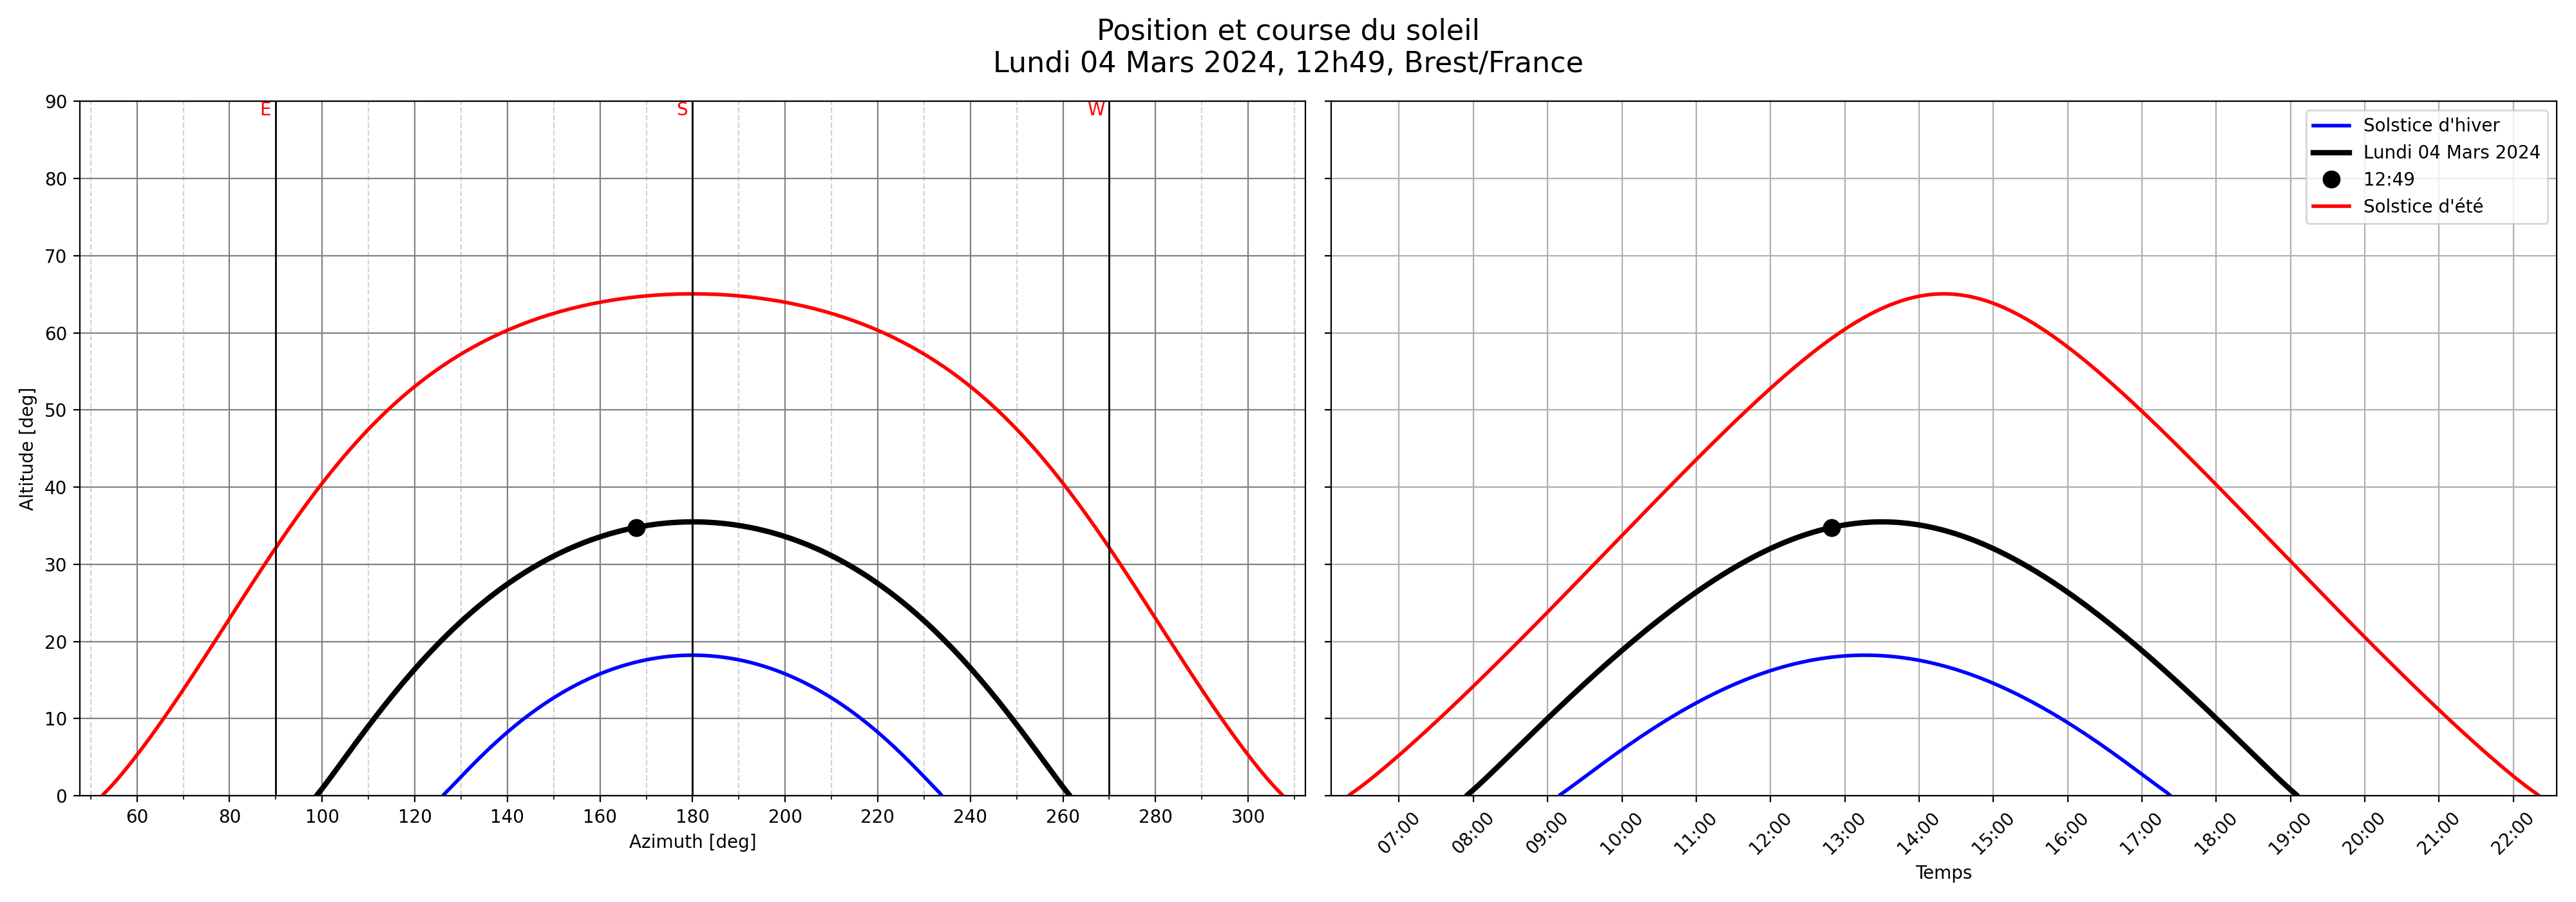 Position et course du soleil
Lundi 04 Mars 2024, 12h49, Brest/France
90
80
70
60
50
40
30
20
10
0
Altitude [deg]
E
S
W
60 80 100 120 140 160 180 200 220 240 260 280 300
Azimuth [deg]
Solstice d'hiver
Lundi 04 Mars 2024
12:49
Solstice d'été
07:00 08:00 09:00 10:00 11:00 12:00 13:00 14:00 15:00 16:00 17:00 18:00 19:00 20:00 21:00 22:00
Temps